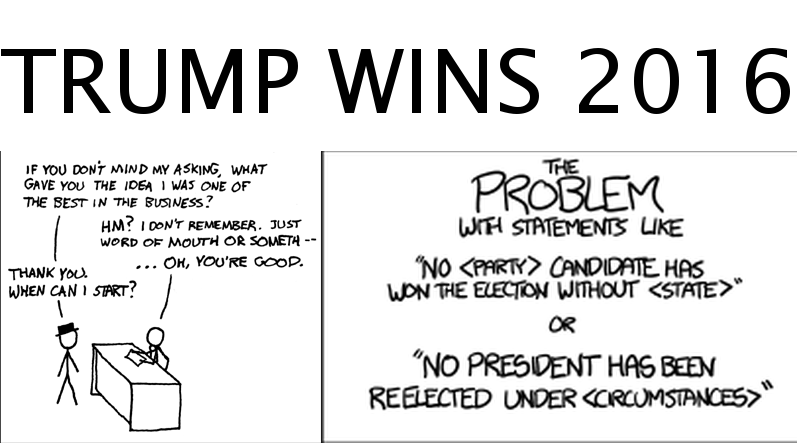 TRUMP WINS 2016
IF YOU DON'T MIND MY ASKING, WHAT
GAVE YOU THE IDEA I WAS ONE OF
THE BEST IN THE BUSINESS?
HM? I DON'T REMEMBER. JUST
WORD OF MOUTH OR SOMETH--
... OH, YOU'RE GOOD.
THANK YOU.
WHEN CAN I START?
THE
PROBLEM
WITH STATEMENTS LIKE
"NO <PARTY> CANDIDATE HAS
WON THE ELECTION WITHOUT <STATE>"
OR
"NO PRESIDENT HAS BEEN
REELECTED UNDER <CIRCUMSTANCES>"